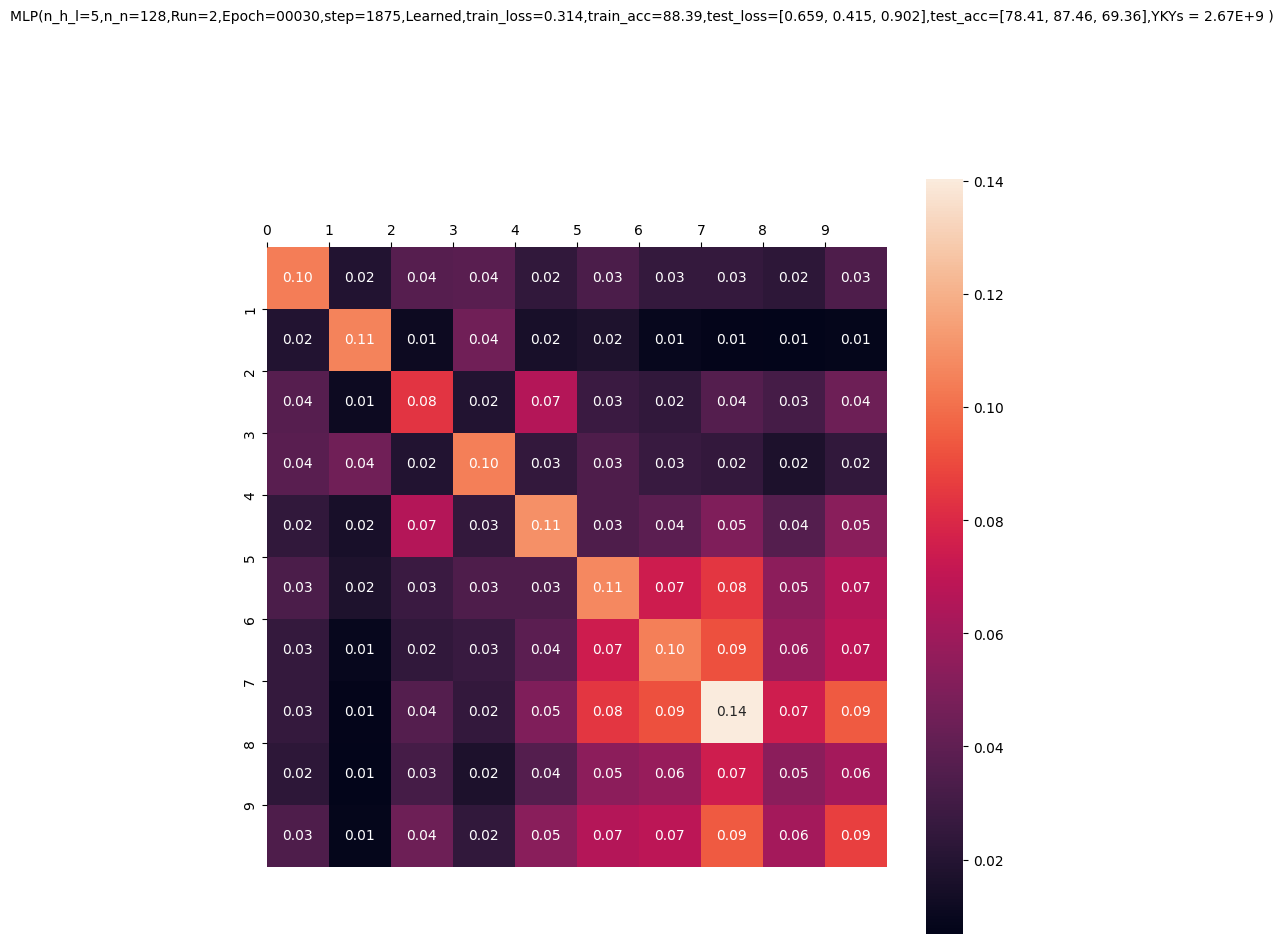 MLP(n_h_l=5,n_n=128,Run=2,Epoch=00030,step=1875,Learned,train_loss=0.314,train_acc=88.39,test_loss=[0.659, 0.415, 0.902],test_acc=[78.41, 87.46, 69.36],YKYs = 2.67E+9 )
0.14
0 1 2 3 4 5 6 7 8 9
0.10 0.02 0.04 0.04 0.02 0.03 0.03 0.03 0.02 0.03
0.12
1
0.02 0.11 0.01 0.04 0.02 0.02 0.01 0.01 0.01 0.01
2
0.04 0.01 0.08 0.02 0.07 0.03 0.02 0.04 0.03 0.04
0.10
3
0.04 0.04 0.02 0.10 0.03 0.03 0.03 0.02 0.02 0.02
4
0.02 0.02 0.07 0.03 0.11 0.03 0.04 0.05 0.04 0.05
0.08
5
0.03 0.02 0.03 0.03 0.03 0.11 0.07 0.08 0.05 0.07
6
0.06
0.03 0.01 0.02 0.03 0.04 0.07 0.10 0.09 0.06 0.07
7
0.03 0.01 0.04 0.02 0.05 0.08 0.09 0.14 0.07 0.09
8
0.04
0.02 0.01 0.03 0.02 0.04 0.05 0.06 0.07 0.05 0.06
9
0.03 0.01 0.04 0.02 0.05 0.07 0.07 0.09 0.06 0.09
0.02